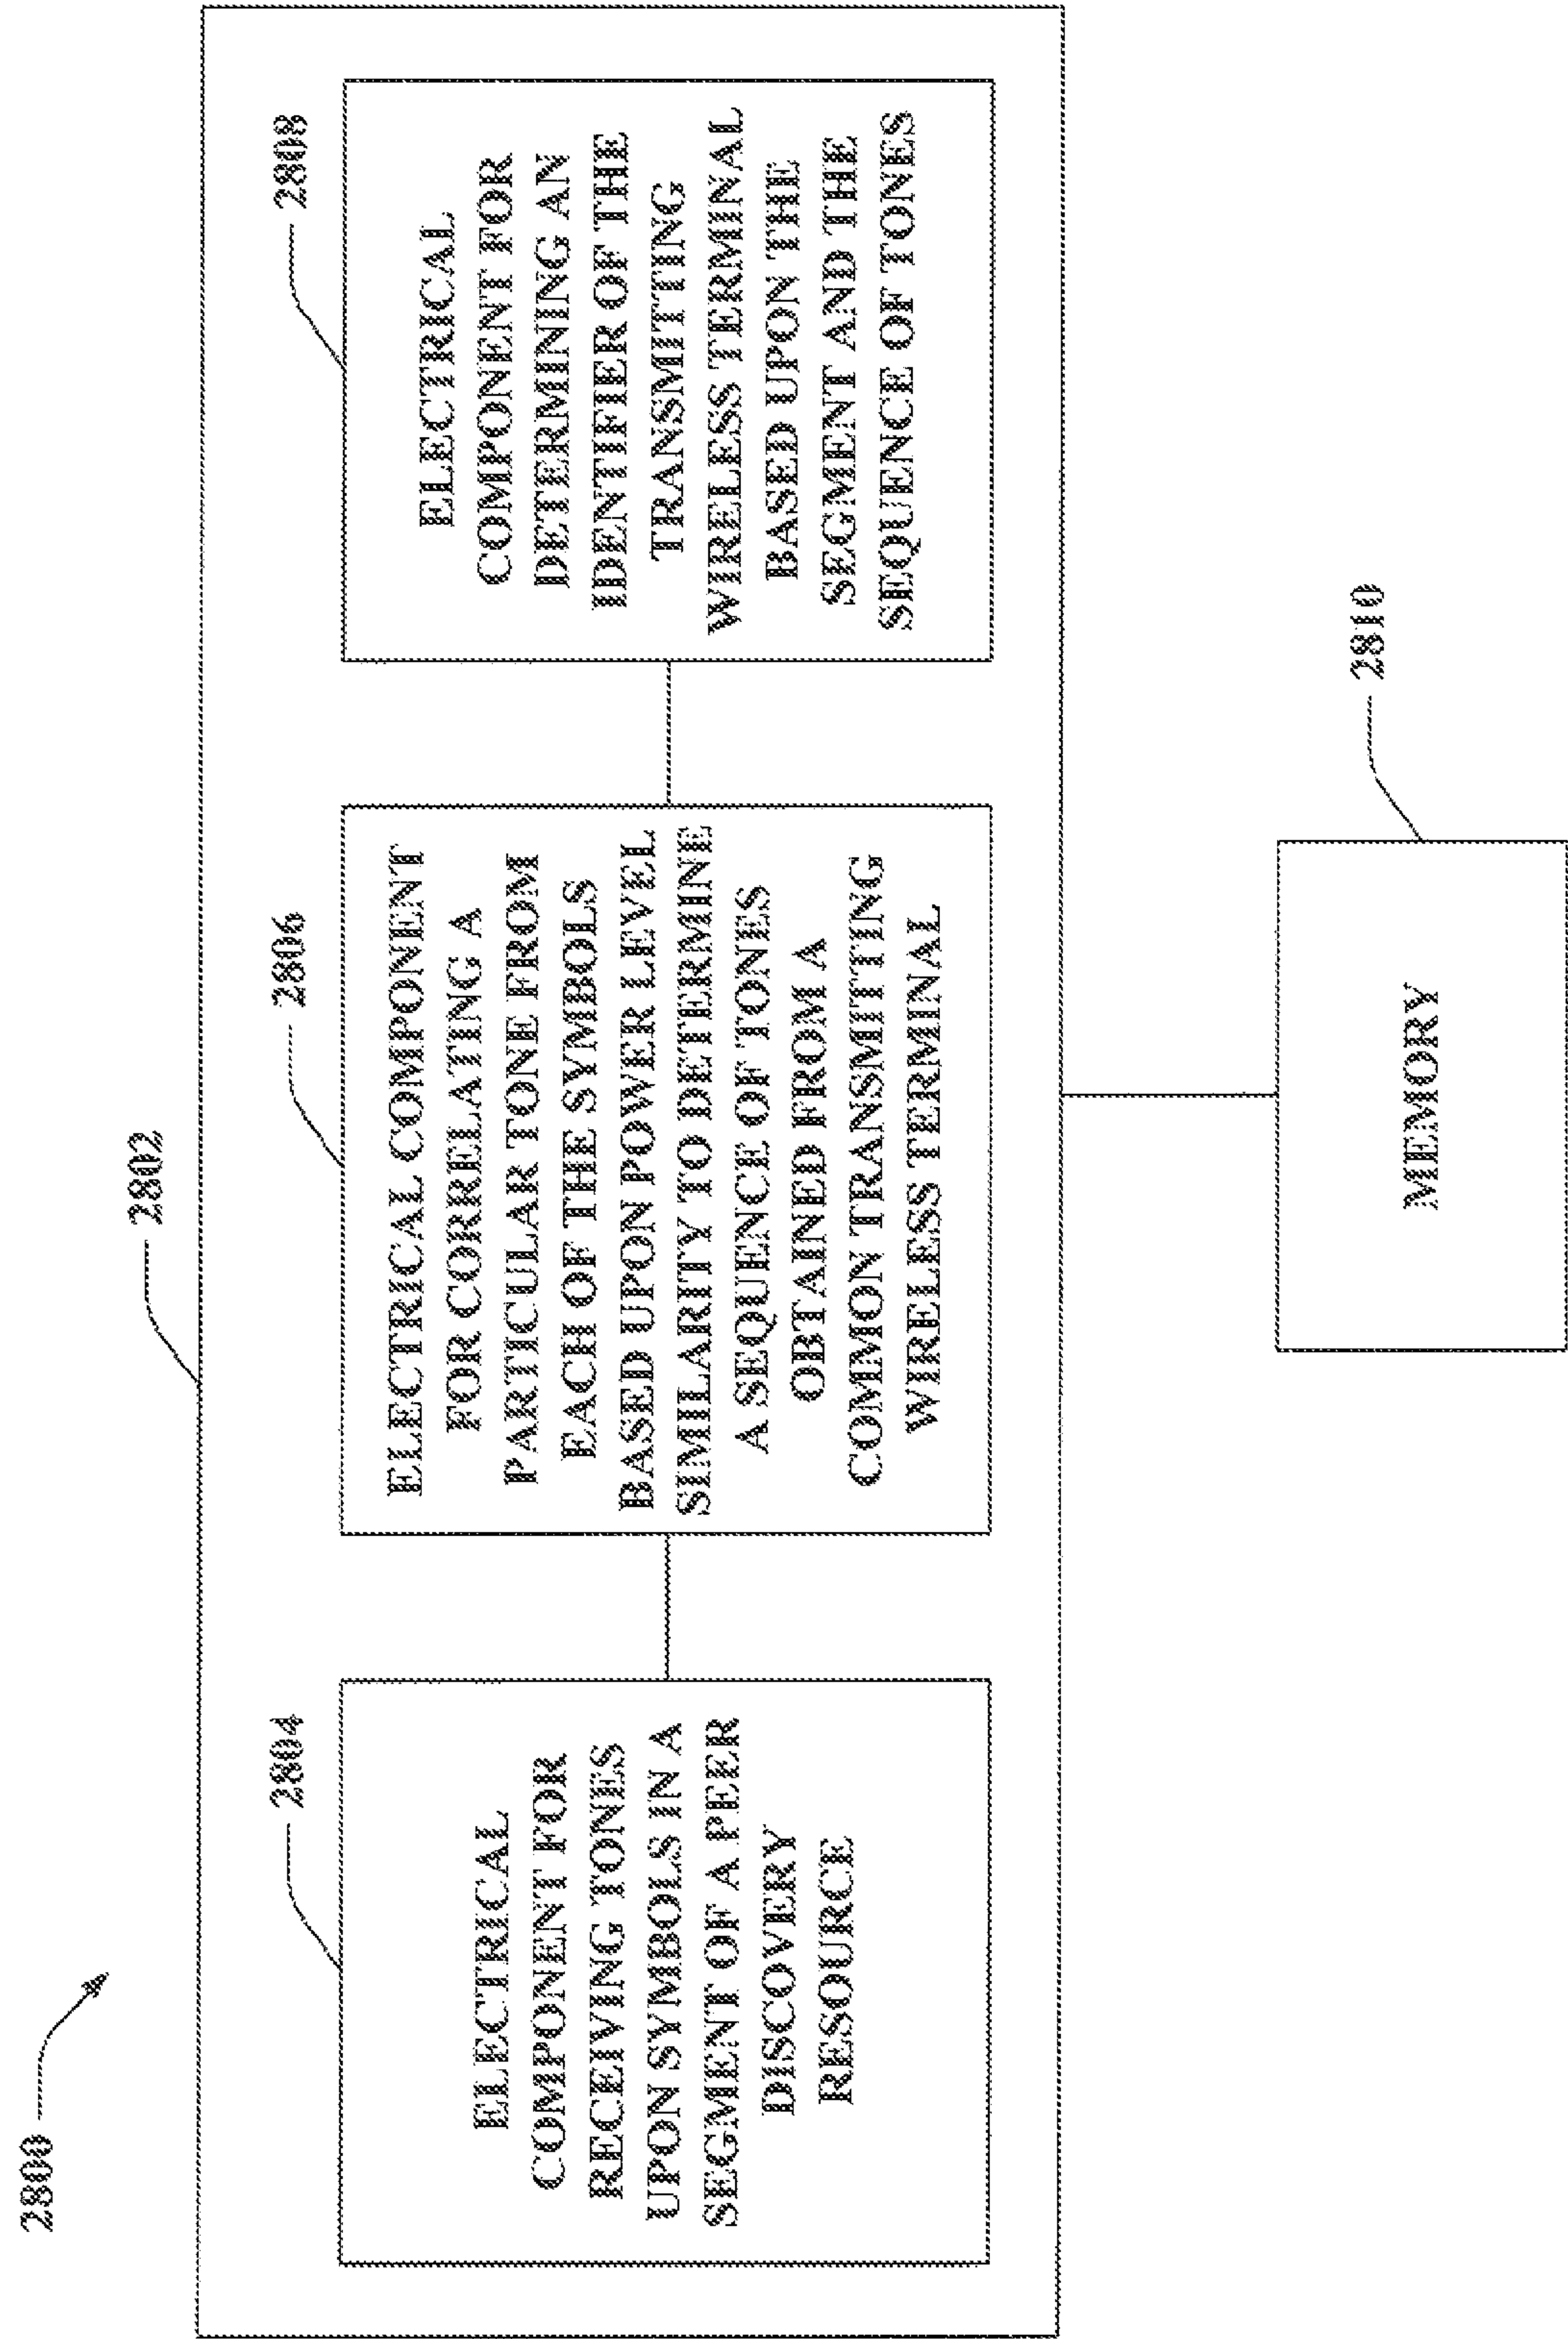 2800
2802
2804
ELECTRICAL
COMPONENT FOR
RECEIVING TONES
UPON SYMBOLS IN A
SEGMENT OF A PEER
DISCOVERY
RESOURCE
2806
ELECTRICAL COMPONENT
FOR CORRELATING A
PARTICULAR TONE FROM
EACH OF THE SYMBOLS
BASED UPON POWER LEVEL
SIMILARITY TO DETERMINE
A SEQUENCE OF TONES
OBTAINED FROM A
COMMON TRANSMITTING
WIRELESS TERMINAL
2808
ELECTRICAL
COMPONENT FOR
DETERMINING AN
IDENTIFIER OF THE
TRANSMITTING
WIRELESS TERMINAL
BASED UPON THE
SEGMENT AND THE
SEQUENCE OF TONES
2810
MEMORY